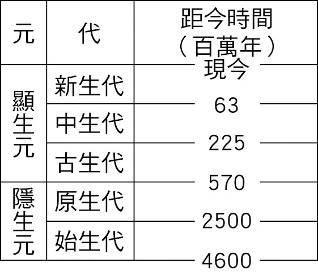 元 代 距今時間
（百萬年）
現今
顯生元
新生代
63
中生代
225
古生代
570
隱生元
原生代
2500
始生代
4600